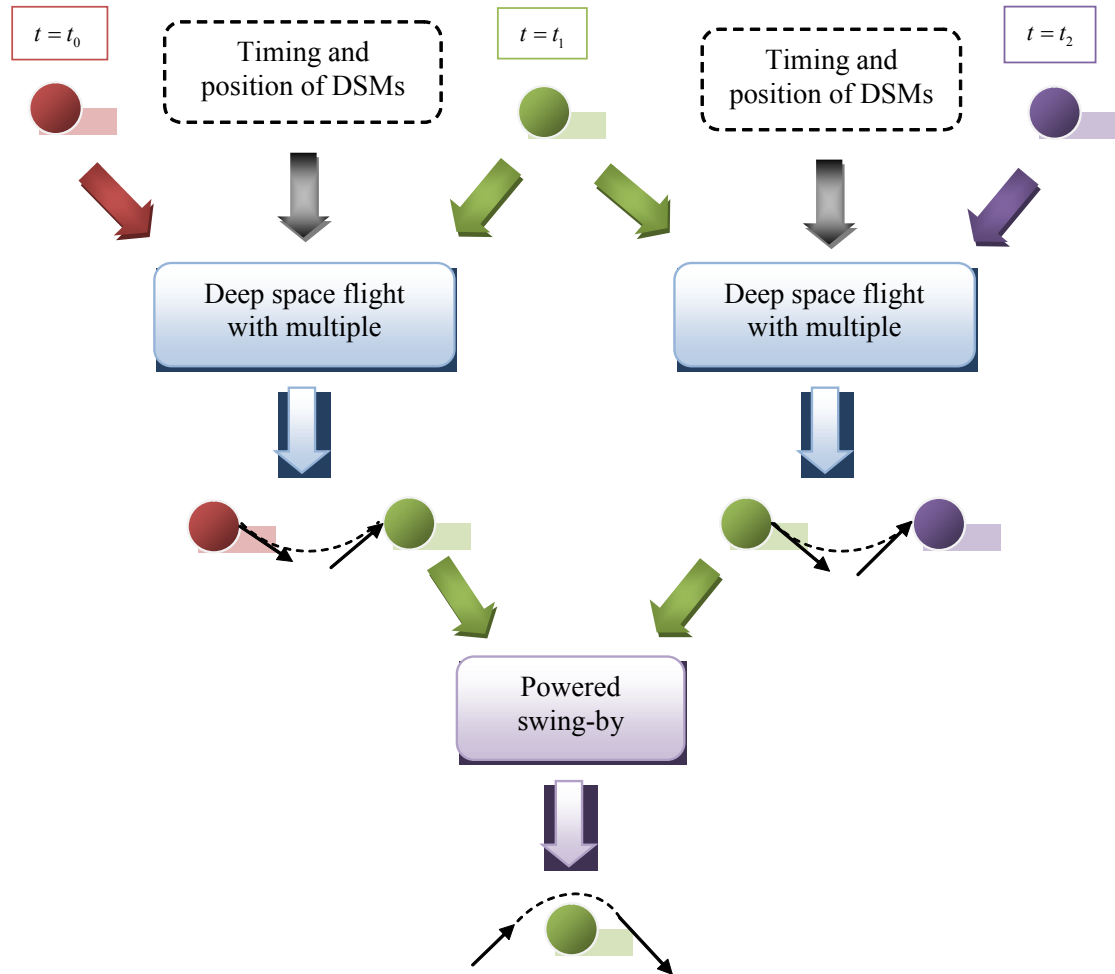 t = t₀
Timing and
position of DSMs
t = t₁
Timing and
position of DSMs
t = t₂
Deep space flight
with multiple
Deep space flight
with multiple
Powered
swing-by